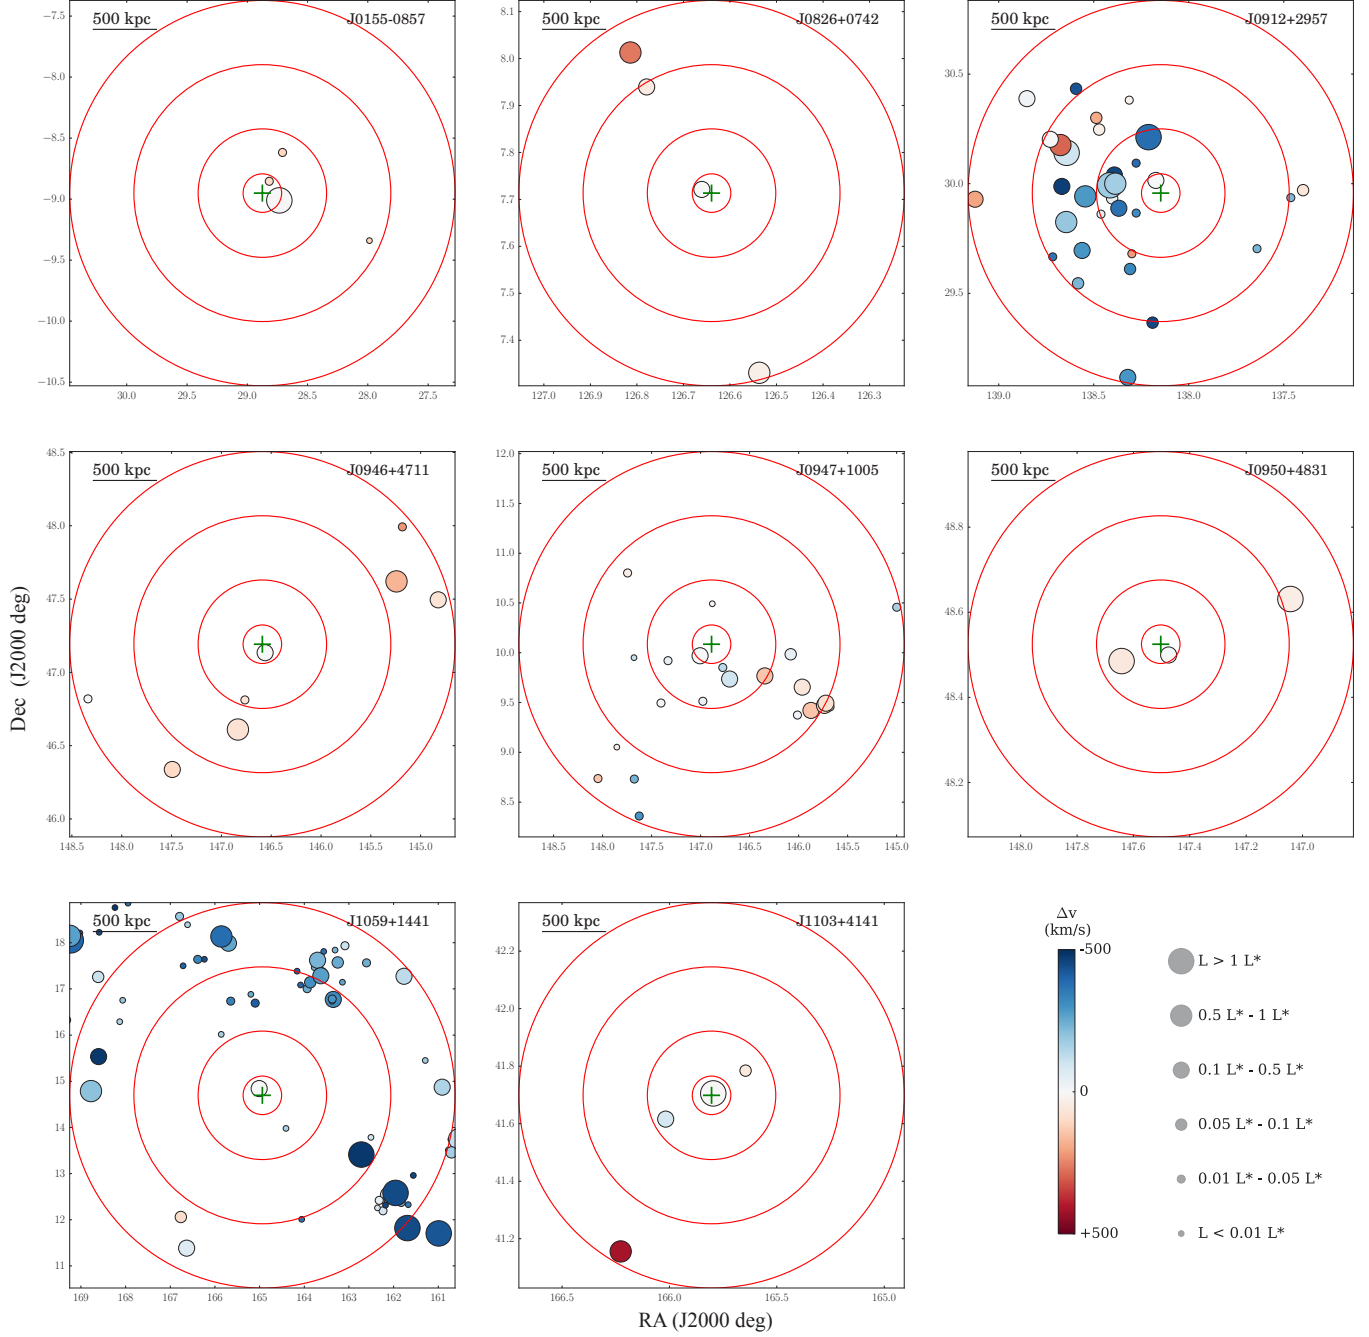 500 kpc J0155-0857
−7.5
−8.0
−8.5
−9.0
−9.5
−10.0
−10.5
30.0 29.5 29.0 28.5 28.0 27.5
500 kpc J0826+0742
8.1
8.0
7.9
7.8
7.7
7.6
7.5
7.4
127.0 126.9 126.8 126.7 126.6 126.5 126.4 126.3
500 kpc J0912+2957
30.5
30.0
29.5
139.0 138.5 138.0 137.5
500 kpc J0946+4711
48.5
48.0
47.5
47.0
46.5
46.0
148.5 148.0 147.5 147.0 146.5 146.0 145.5 145.0
500 kpc J0947+1005
12.0
11.5
11.0
10.5
10.0
9.5
9.0
8.5
148.5 148.0 147.5 147.0 146.5 146.0 145.5 145.0
500 kpc J0950+4831
48.8
48.6
48.4
48.2
148.0 147.8 147.6 147.4 147.2 147.0
Dec (J2000 deg)
500 kpc J1059+1441
18
17
16
15
14
13
12
11
169 168 167 166 165 164 163 162 161
500 kpc J1103+4141
42.2
42.0
41.8
41.6
41.4
41.2
166.5 166.0 165.5 165.0
RA (J2000 deg)
Δv
(km/s)
-500
0
+500
L > 1 L*
0.5 L* - 1 L*
0.1 L* - 0.5 L*
0.05 L* - 0.1 L*
0.01 L* - 0.05 L*
L < 0.01 L*